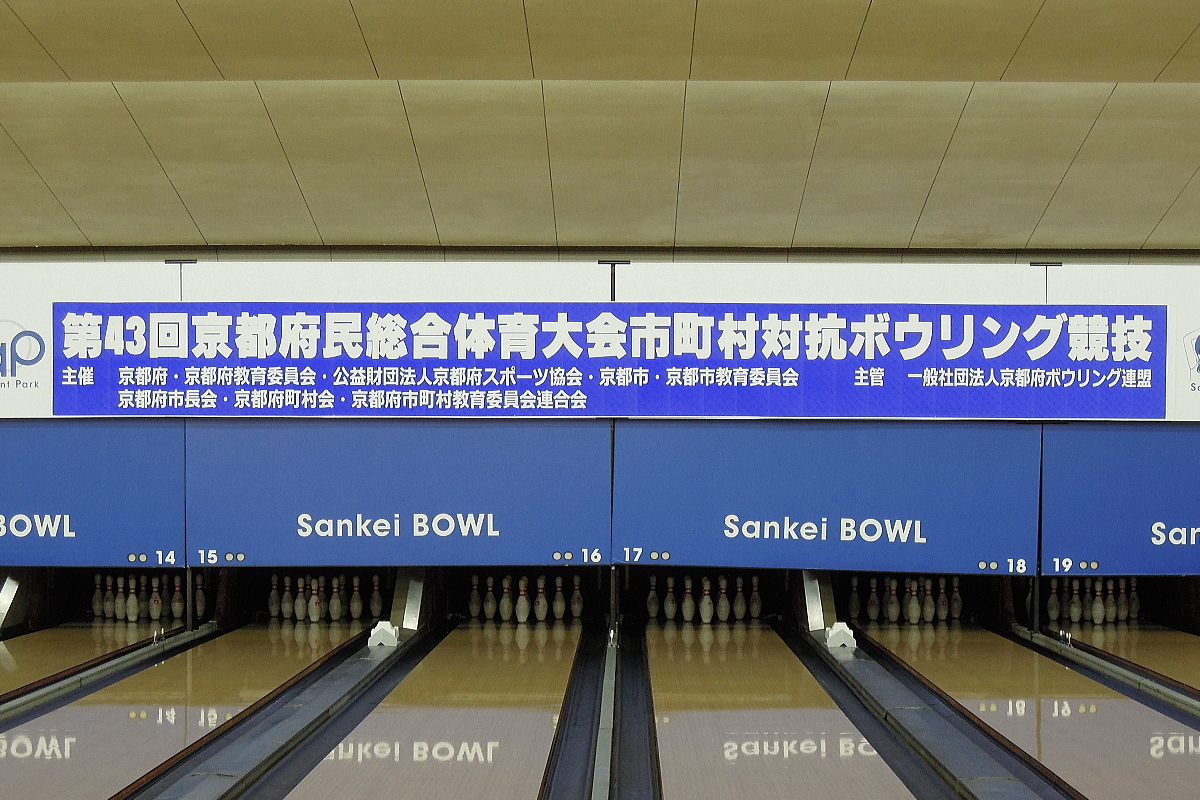 第43回京都府民総合体育大会市町村対抗ボウリング競技
主催 京都府・京都府教育委員会・公益財団法人京都府スポーツ協会・京都市・京都市教育委員会 主管 一般社団法人京都府ボウリング連盟
京都府市長会・京都府町村会・京都府市町村教育委員会連合会
Park
BOWL Sankei BOWL Sankei BOWL
14 15 16 17 18 19